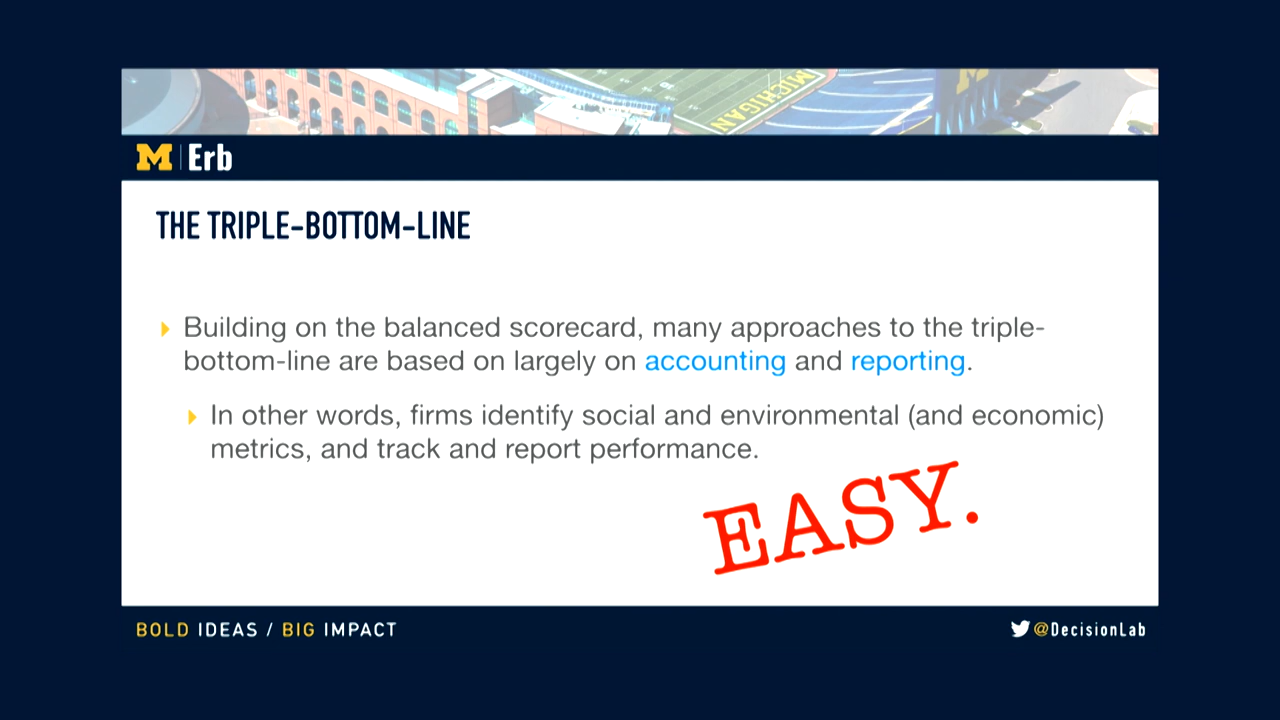 MICHIGAN
M
M | Erb
THE TRIPLE-BOTTOM-LINE
Building on the balanced scorecard, many approaches to the triple-
bottom-line are based on largely on accounting and reporting.
In other words, firms identify social and environmental (and economic)
metrics, and track and report performance.
EASY.
BOLD IDEAS / BIG IMPACT
@DecisionLab